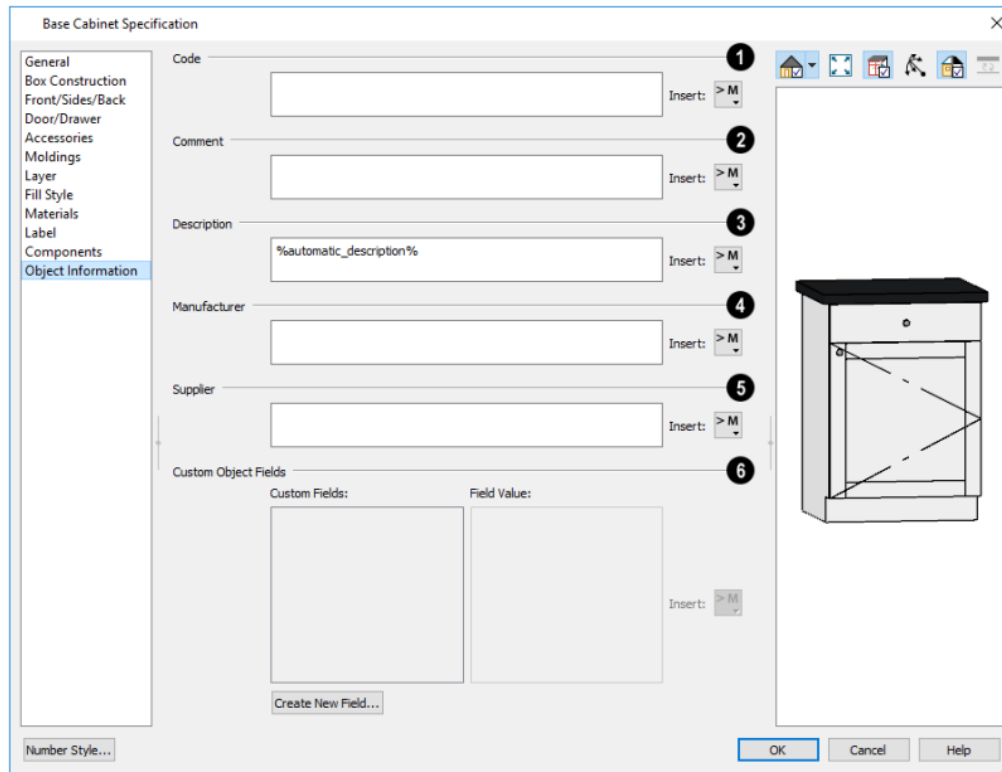 Base Cabinet Specification
General
Box Construction
Front/Sides/Back
Door/Drawer
Accessories
Moldings
Layer
Fill Style
Materials
Label
Components
Object Information
Code
1
Insert:
> M
Comment
2
Insert:
> M
Description
3
%automatic_description%
Insert:
> M
Manufacturer
4
Insert:
> M
Supplier
5
Insert:
> M
Custom Object Fields
6
Custom Fields: Field Value:
Insert:
> M
Create New Field...
Number Style... OK Cancel Help